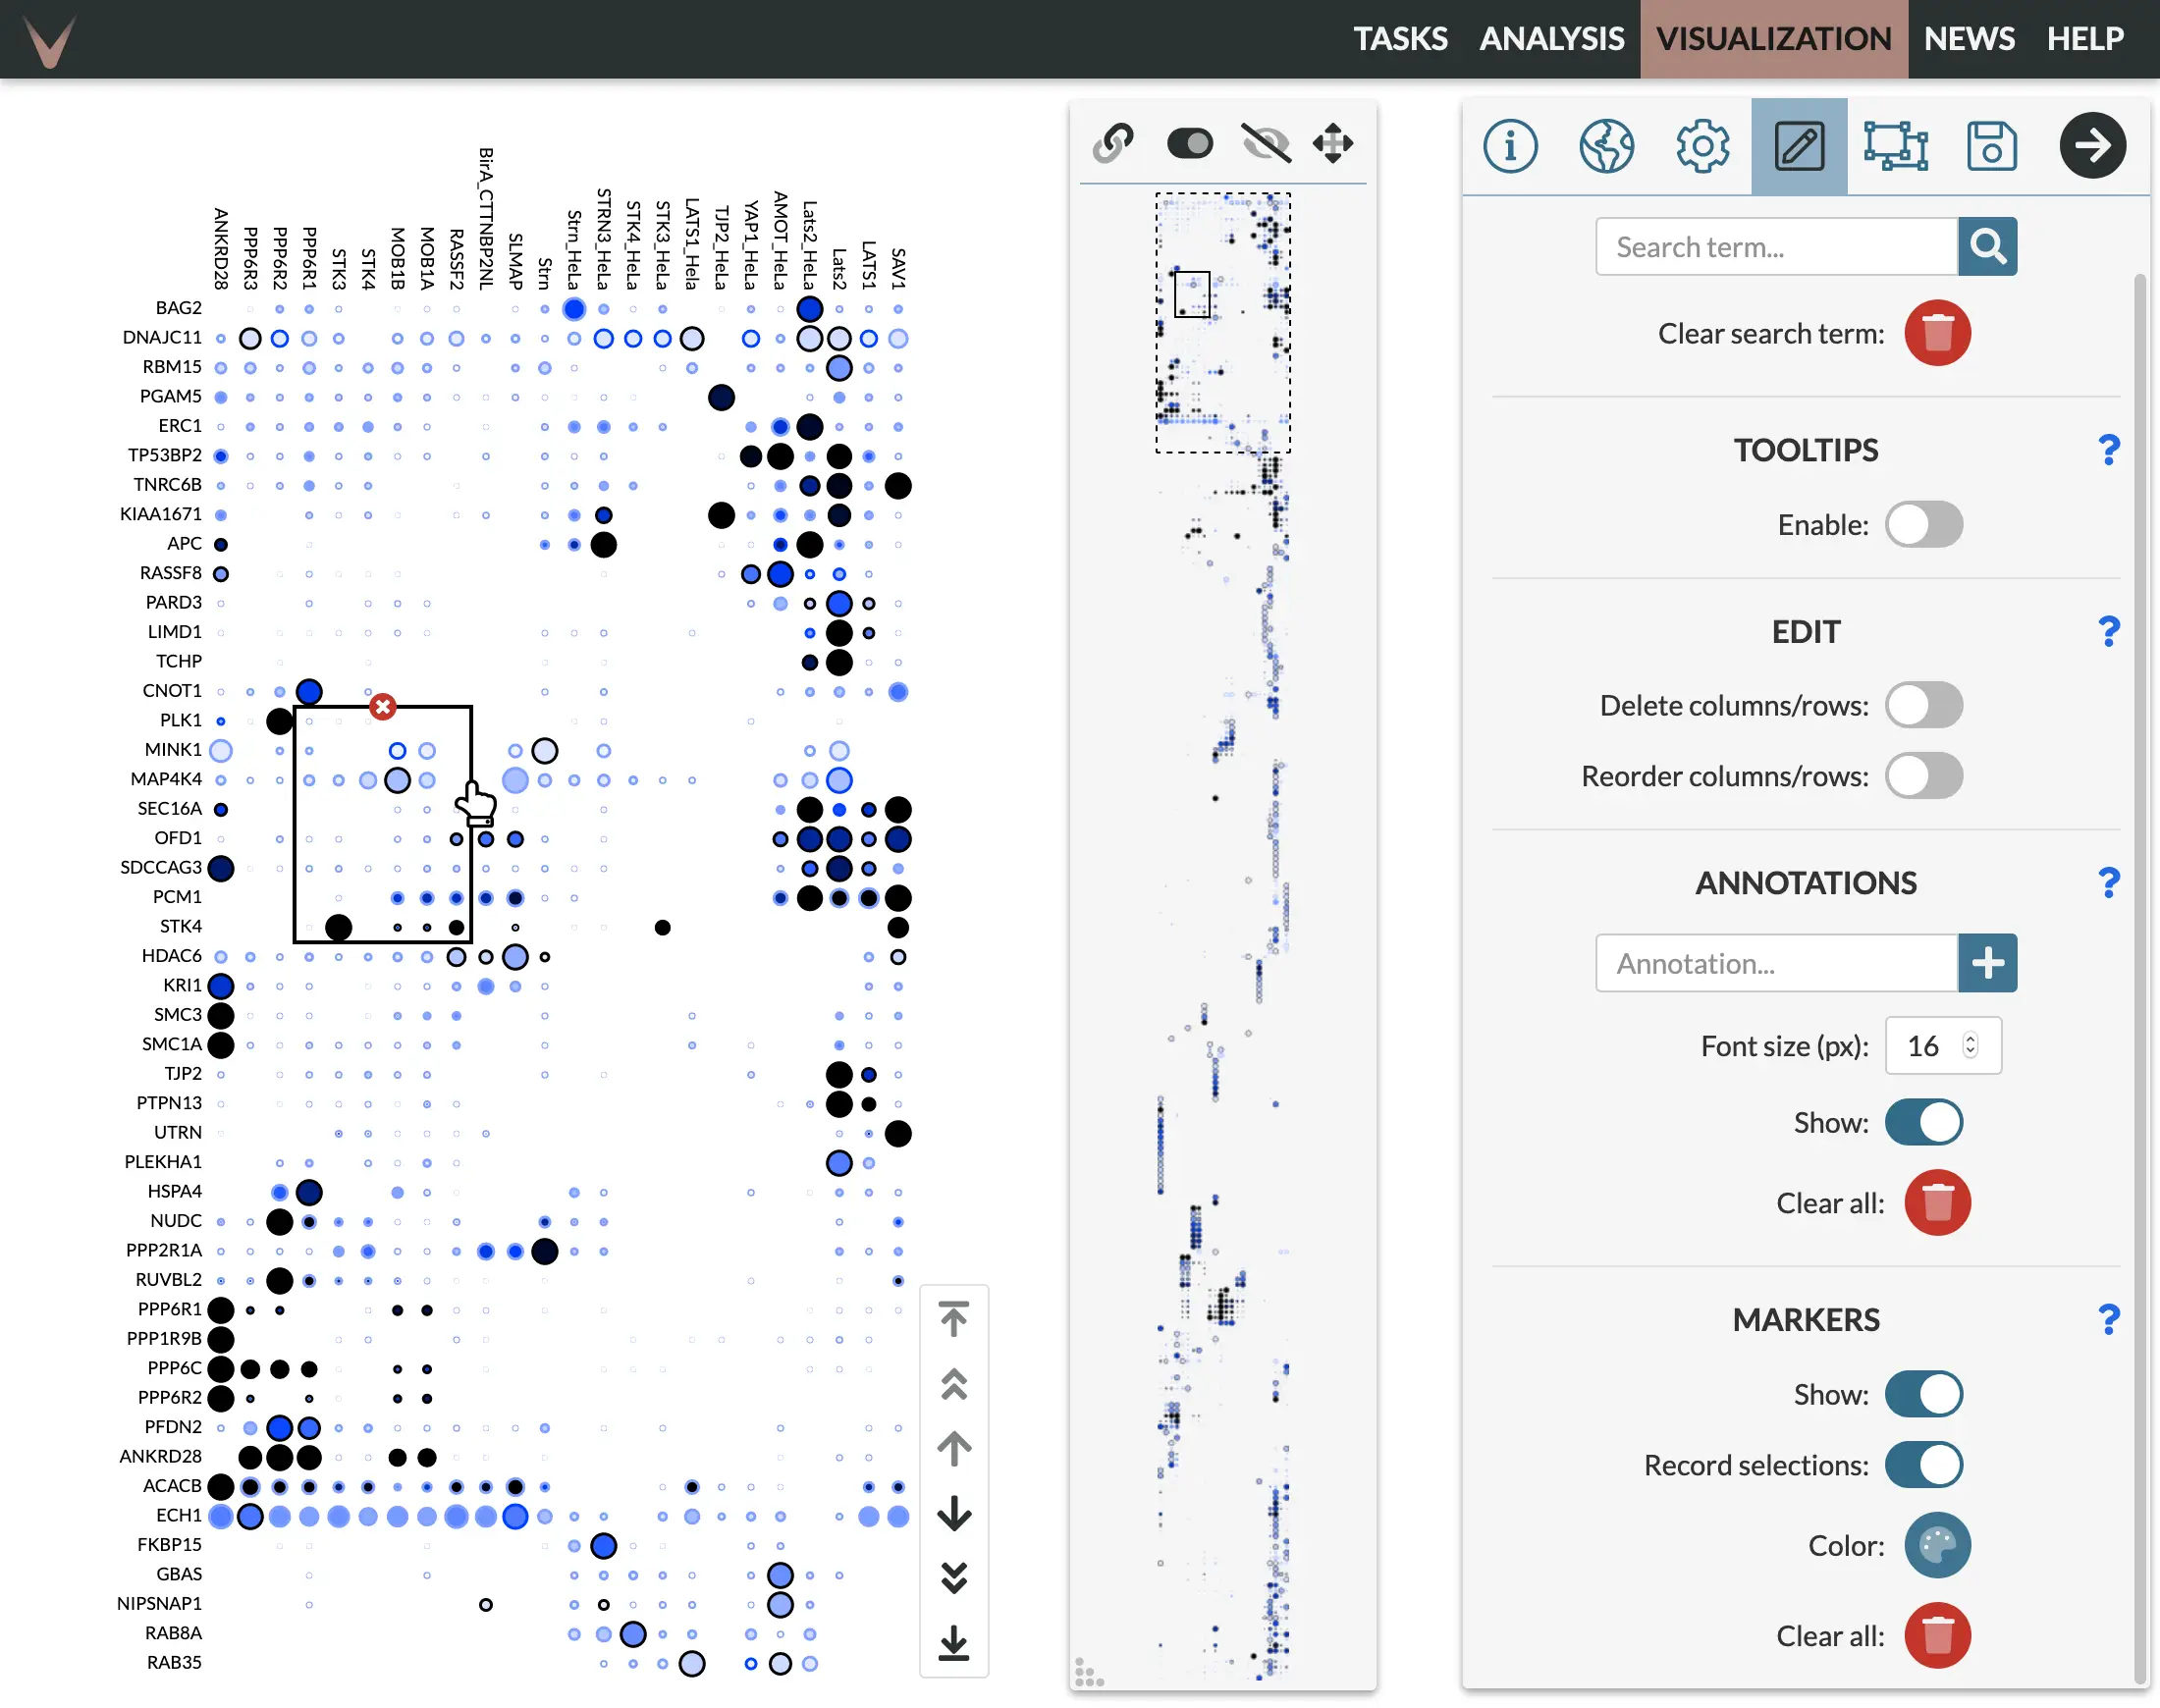 TASKS ANALYSIS VISUALIZATION NEWS HELP
ANKRD28 PPP6R3 PPP6R2 PPP6R1 STK3 STK4 MOB1B MOB1A RASSF2 BirA_CTTNBP2NL SLMAP Strn Strn_HeLa STRN3_HeLa STK4_HeLa STK3_HeLa LATS1_Hela TJP2_HeLa YAP1_HeLa AMOT_HeLa Lats2_HeLa Lats2 LATS1 SAV1
BAG2
DNAJC11
RBM15
PGAM5
ERC1
TP53BP2
TNRC6B
KIAA1671
APC
RASSF8
PARD3
LIMD1
TCHP
CNOT1
PLK1
MINK1
MAP4K4
SEC16A
OFD1
SDCCAG3
PCM1
STK4
HDAC6
KRI1
SMC3
SMC1A
TJP2
PTPN13
UTRN
PLEKHA1
HSPA4
NUDC
PPP2R1A
RUVBL2
PPP6R1
PPP1R9B
PPP6C
PPP6R2
PFDN2
ANKRD28
ACACB
ECH1
FKBP15
GBAS
NIPSNAP1
RAB8A
RAB35
Search term...
Clear search term:
TOOLTIPS ?
Enable:
EDIT ?
Delete columns/rows:
Reorder columns/rows:
ANNOTATIONS ?
Annotation...
Font size (px): 16
Show:
Clear all:
MARKERS ?
Show:
Record selections:
Color:
Clear all: